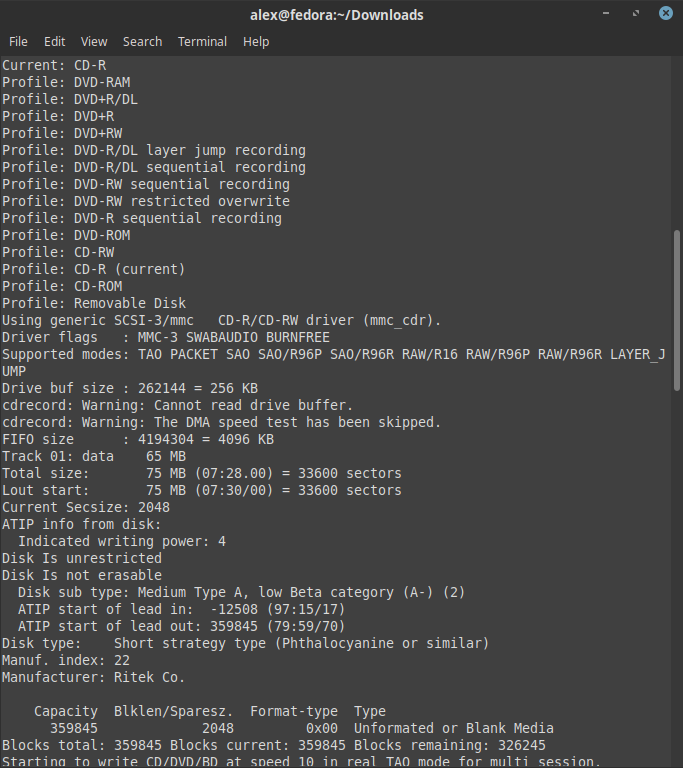 alex@fedora:~/Downloads
File Edit View Search Terminal Help
Current: CD-R
Profile: DVD-RAM
Profile: DVD+R/DL
Profile: DVD+R
Profile: DVD+RW
Profile: DVD-R/DL layer jump recording
Profile: DVD-R/DL sequential recording
Profile: DVD-RW sequential recording
Profile: DVD-RW restricted overwrite
Profile: DVD-R sequential recording
Profile: DVD-ROM
Profile: CD-RW
Profile: CD-R (current)
Profile: CD-ROM
Profile: Removable Disk
Using generic SCSI-3/mmc   CD-R/CD-RW driver (mmc_cdr).
Driver flags   : MMC-3 SWABAUDIO BURNFREE
Supported modes: TAO PACKET SAO SAO/R96P SAO/R96R RAW/R16 RAW/R96P RAW/R96R LAYER_J
UMP
Drive buf size : 262144 = 256 KB
cdrecord: Warning: Cannot read drive buffer.
cdrecord: Warning: The DMA speed test has been skipped.
FIFO size      : 4194304 = 4096 KB
Track 01: data    65 MB
Total size:       75 MB (07:28.00) = 33600 sectors
Lout start:       75 MB (07:30/00) = 33600 sectors
Current Secsize: 2048
ATIP info from disk:
  Indicated writing power: 4
Disk Is unrestricted
Disk Is not erasable
  Disk sub type: Medium Type A, low Beta category (A-) (2)
  ATIP start of lead in:  -12508 (97:15/17)
  ATIP start of lead out: 359845 (79:59/70)
Disk type:    Short strategy type (Phthalocyanine or similar)
Manuf. index: 22
Manufacturer: Ritek Co.
    Capacity  Blklen/Sparesz.  Format-type  Type
      359845             2048         0x00  Unformated or Blank Media
Blocks total: 359845 Blocks current: 359845 Blocks remaining: 326245
Starting to write CD/DVD/BD at speed 10 in real TAO mode for multi session.